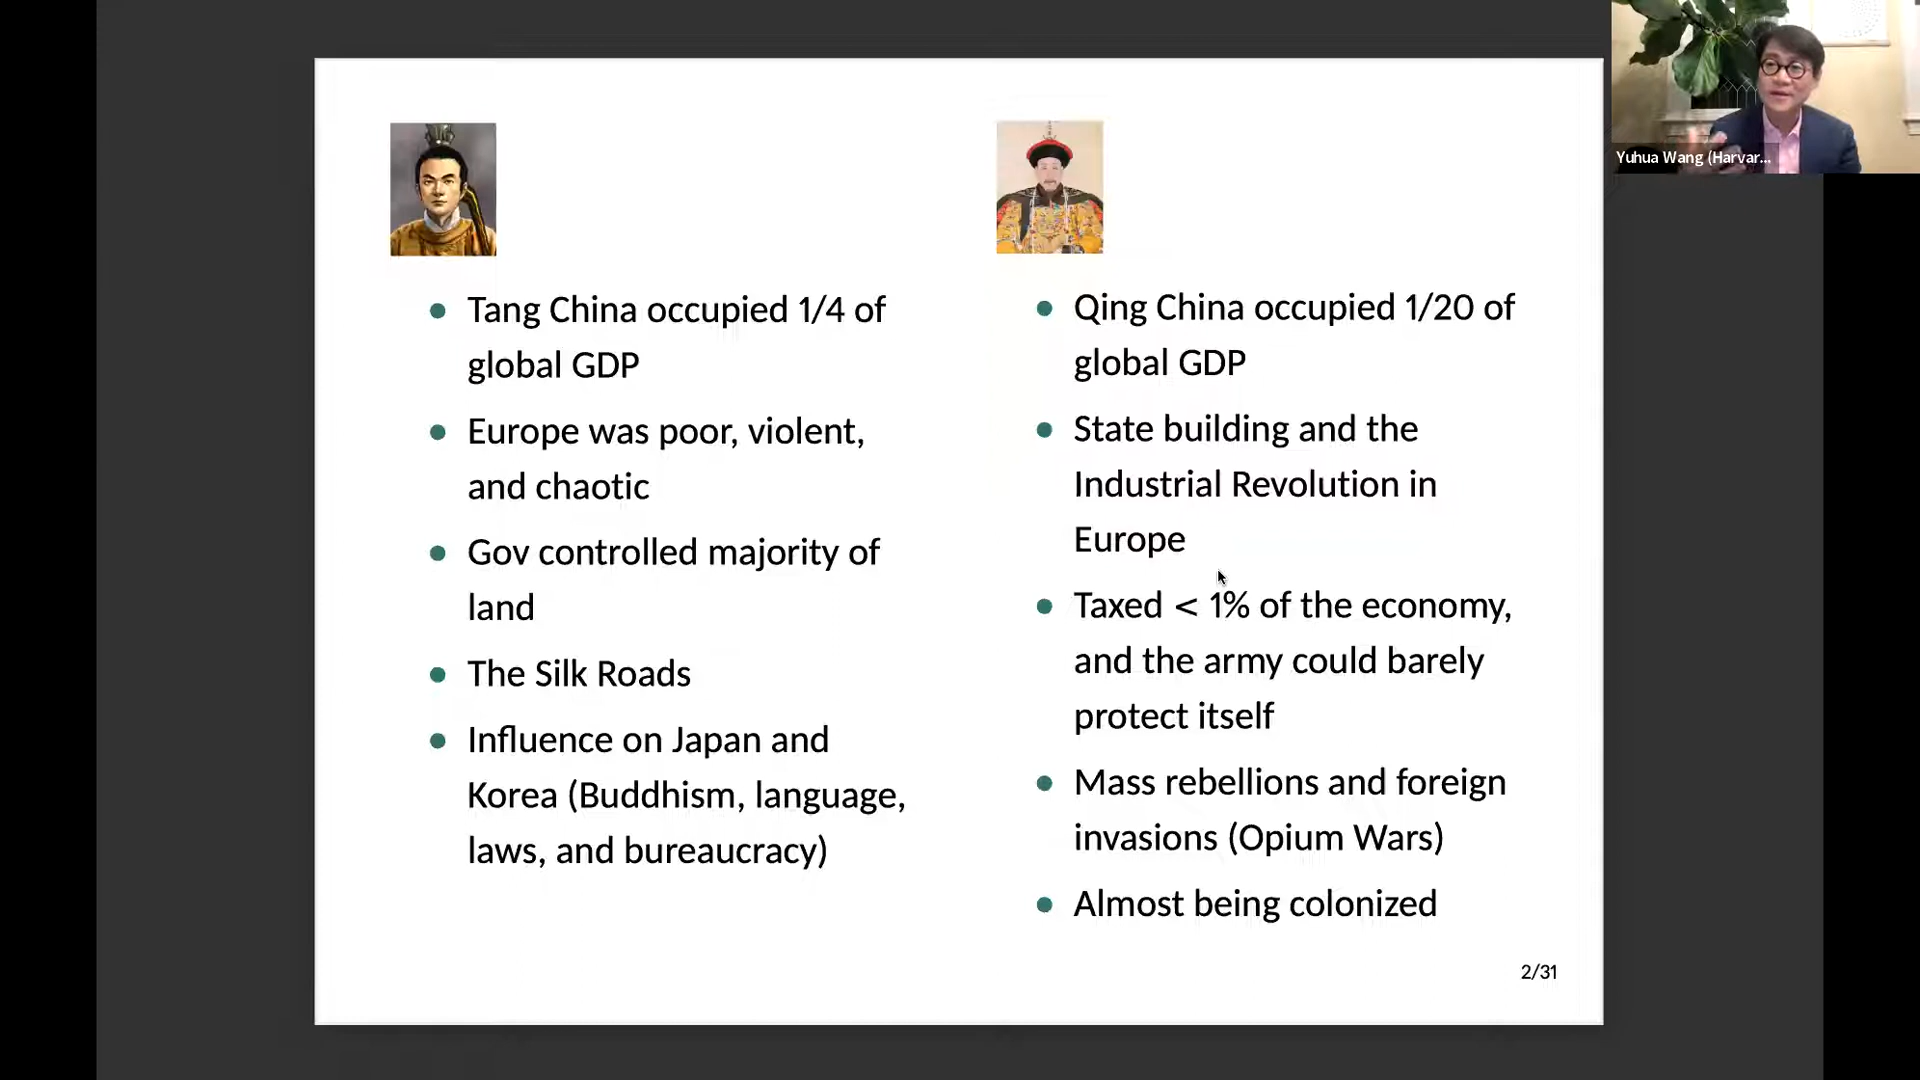 Tang China occupied 1/4 of
global GDP
Europe was poor, violent,
and chaotic
Gov controlled majority of
land
The Silk Roads
Influence on Japan and
Korea (Buddhism, language,
laws, and bureaucracy)
Qing China occupied 1/20 of
global GDP
State building and the
Industrial Revolution in
Europe
Taxed < 1% of the economy,
and the army could barely
protect itself
Mass rebellions and foreign
invasions (Opium Wars)
Almost being colonized
2/31
Yuhua Wang (Harvar...